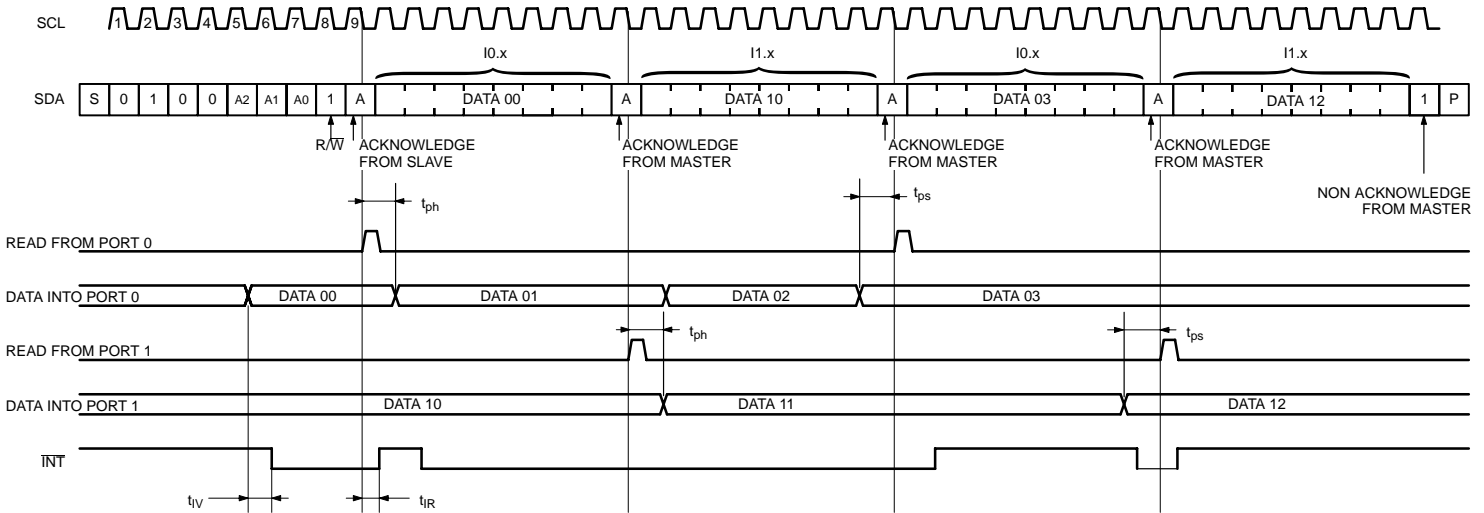 SCL 1 2 3 4 5 6 7 8 9
I0.x I1.x I0.x I1.x
SDA S 0 1 0 0 A2 A1 A0 1 A DATA 00 A DATA 10 A DATA 03 A DATA 12 1 P
R/W ACKNOWLEDGE FROM SLAVE
ACKNOWLEDGE FROM MASTER
ACKNOWLEDGE FROM MASTER
ACKNOWLEDGE FROM MASTER
NON ACKNOWLEDGE FROM MASTER
tph tps
READ FROM PORT 0
DATA INTO PORT 0 DATA 00 DATA 01 DATA 02 DATA 03
tph tps
READ FROM PORT 1
DATA INTO PORT 1 DATA 10 DATA 11 DATA 12
INT
tIV tIR